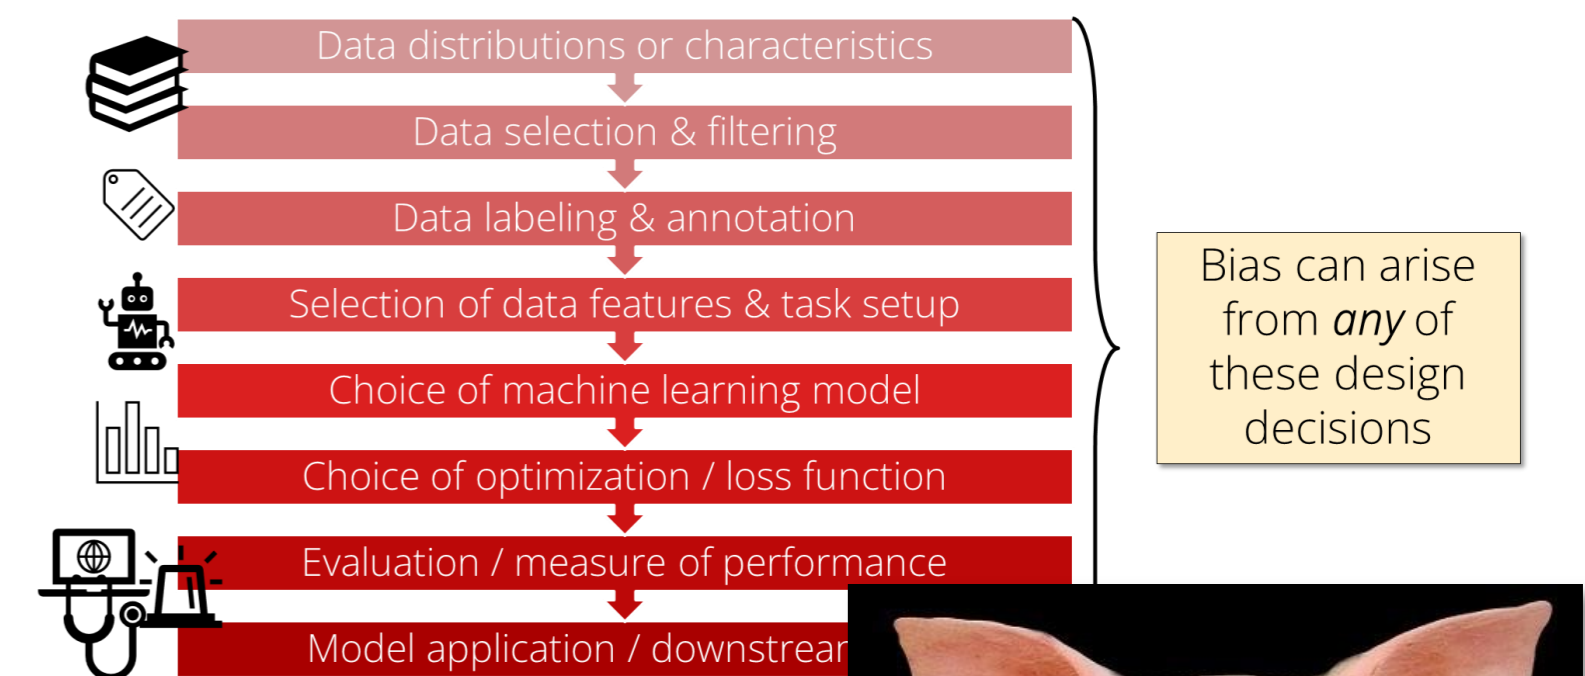 Data distributions or characteristics
Data selection & filtering
Data labeling & annotation
Selection of data features & task setup
Choice of machine learning model
Choice of optimization / loss function
Evaluation / measure of performance
Model application / downstream
Bias can arise
from any of
these design
decisions